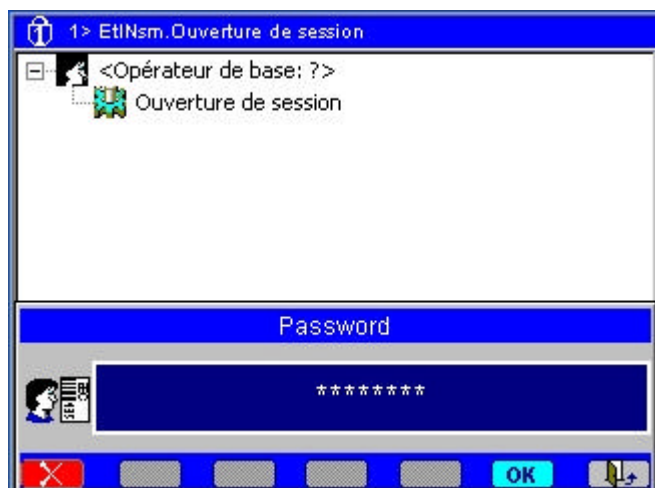 1> EtlNsm.Ouverture de session
<Opérateur de base: ?>
Ouverture de session
Password
********
OK